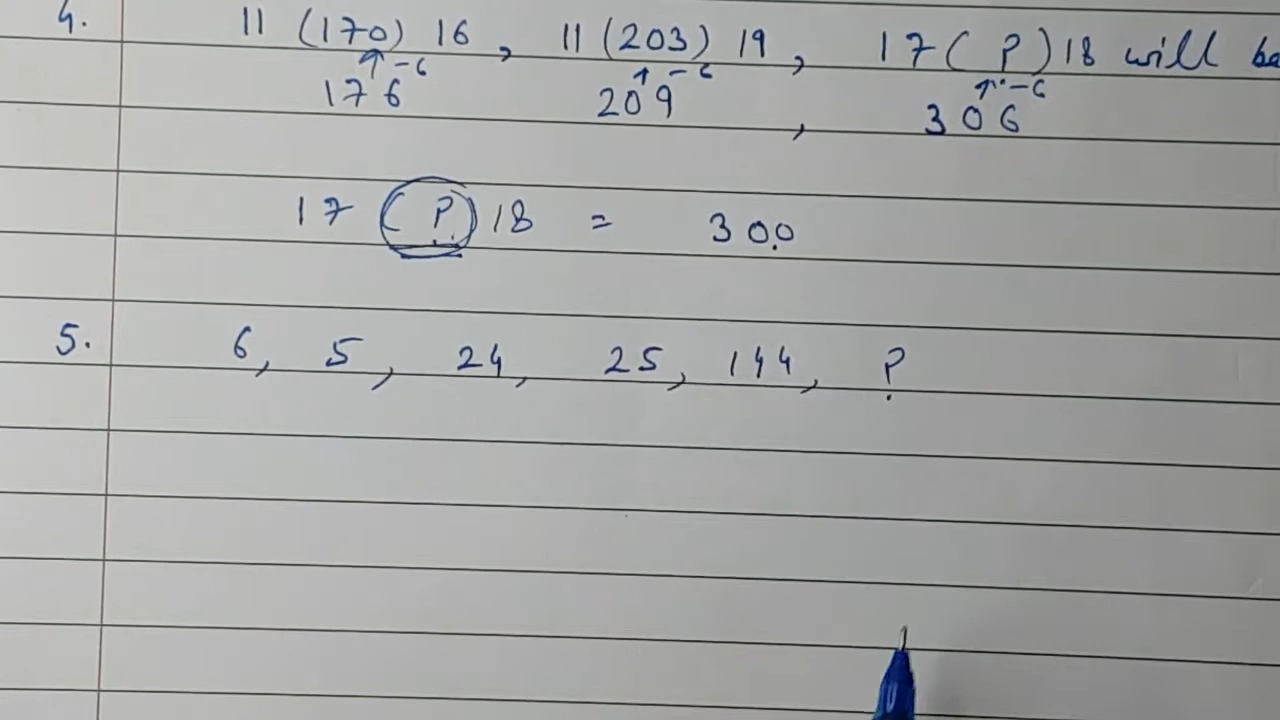 4. 11 (170) 16, 11 (203) 19, 17 ( ? ) 18 will be
↑-6 ↑-6 ↑-6
176 209 , 306
17 ( ? ) 18 = 300
5. 6, 5, 24, 25, 144, ?